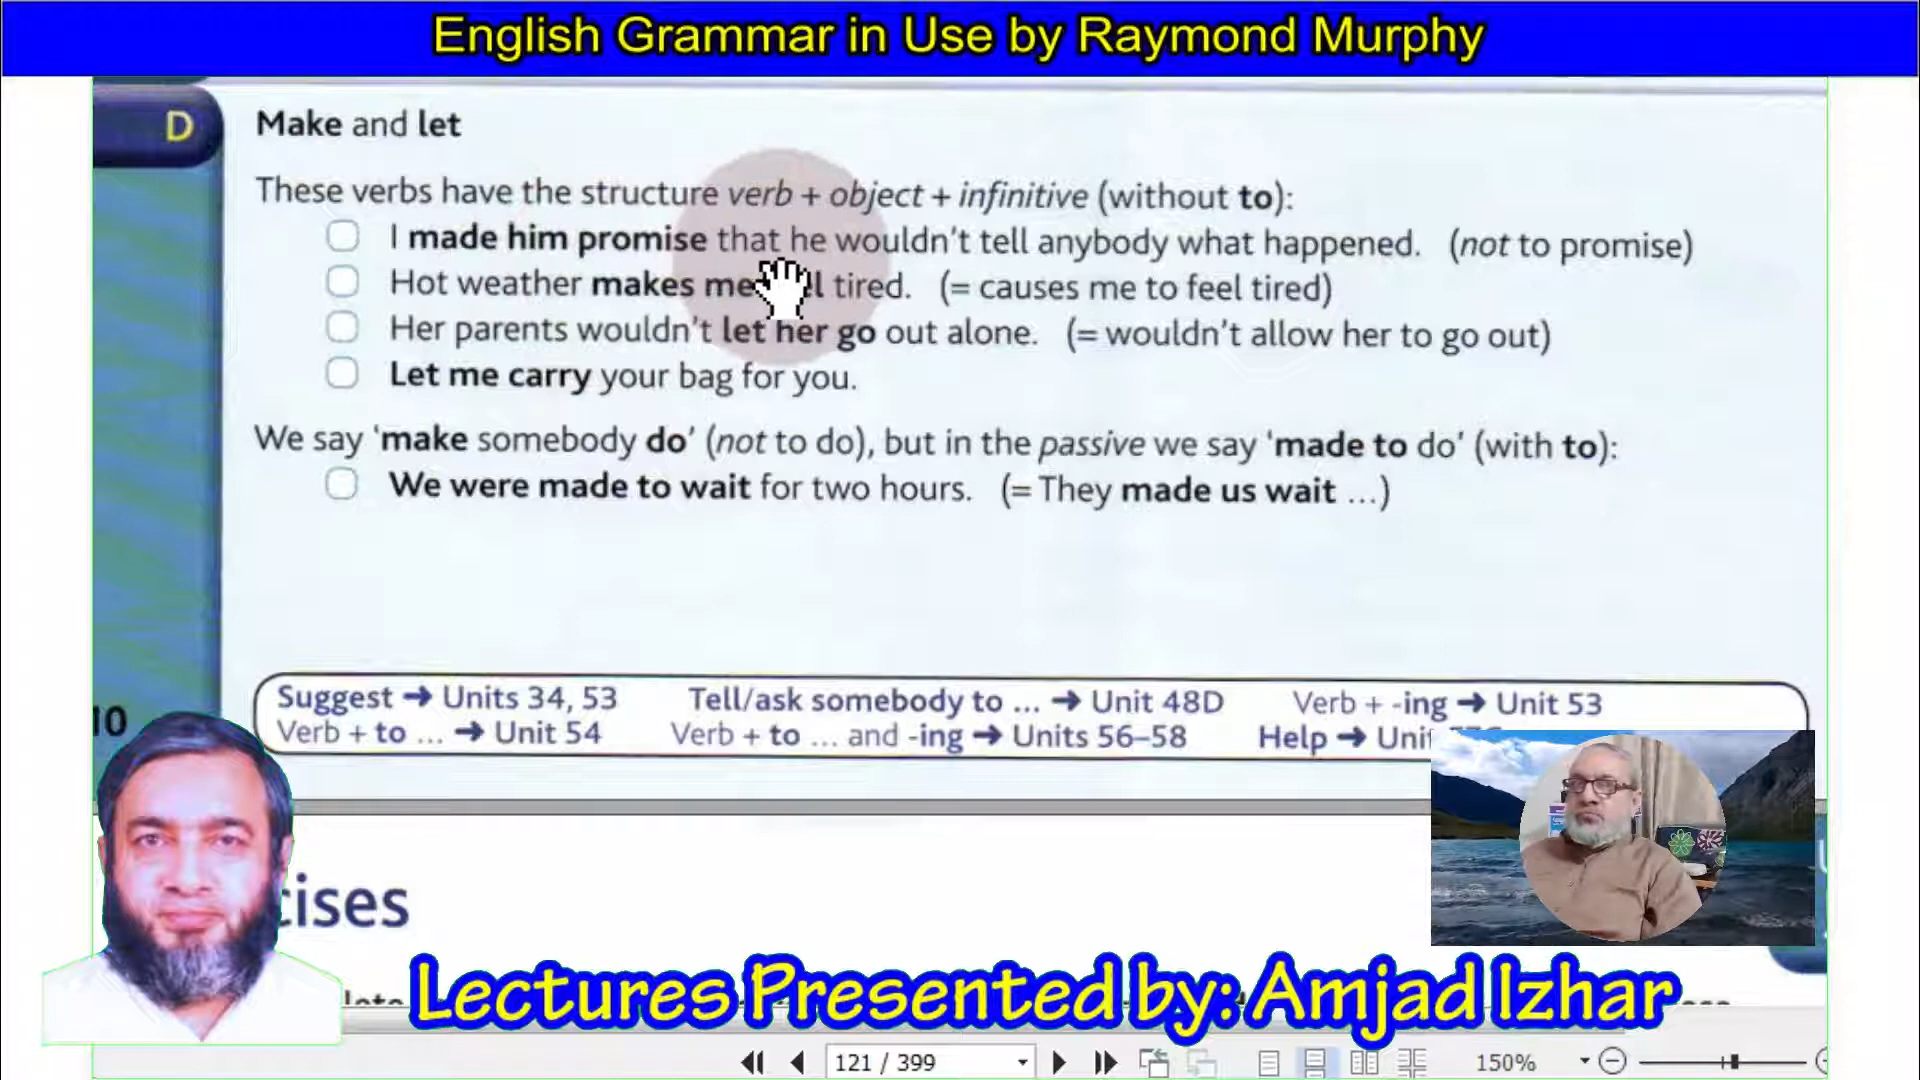 English Grammar in Use by Raymond Murphy
D
Make and let
These verbs have the structure verb + object + infinitive (without to):
I made him promise that he wouldn't tell anybody what happened. (not to promise)
Hot weather makes me tired. (= causes me to feel tired)
Her parents wouldn't let her go out alone. (= wouldn't allow her to go out)
Let me carry your bag for you.
We say 'make somebody do' (not to do), but in the passive we say 'made to do' (with to):
We were made to wait for two hours. (= They made us wait ...)
Suggest → Units 34, 53 Tell/ask somebody to ... → Unit 48D Verb + -ing → Unit 53
Verb + to ... → Unit 54 Verb + to ... and -ing → Units 56–58 Help →
10
cises
Lectures Presented by: Amjad Izhar
121 / 399
150%